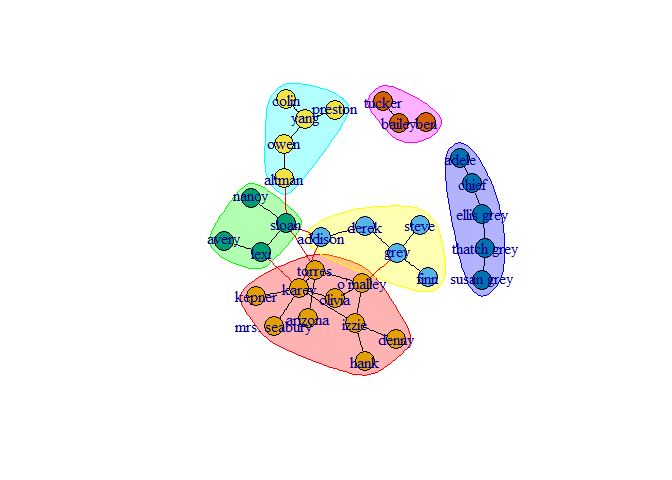 colin
preston
yang
owen
altman
tucker
bailey
ben
adele
chief
ellis grey
thatch grey
susan grey
nancy
sloan
avery
lexi
addison
derek
steve
grey
finn
torres
karev
o'malley
kepner
olivia
arizona
mrs. seabury
izzie
denny
hank